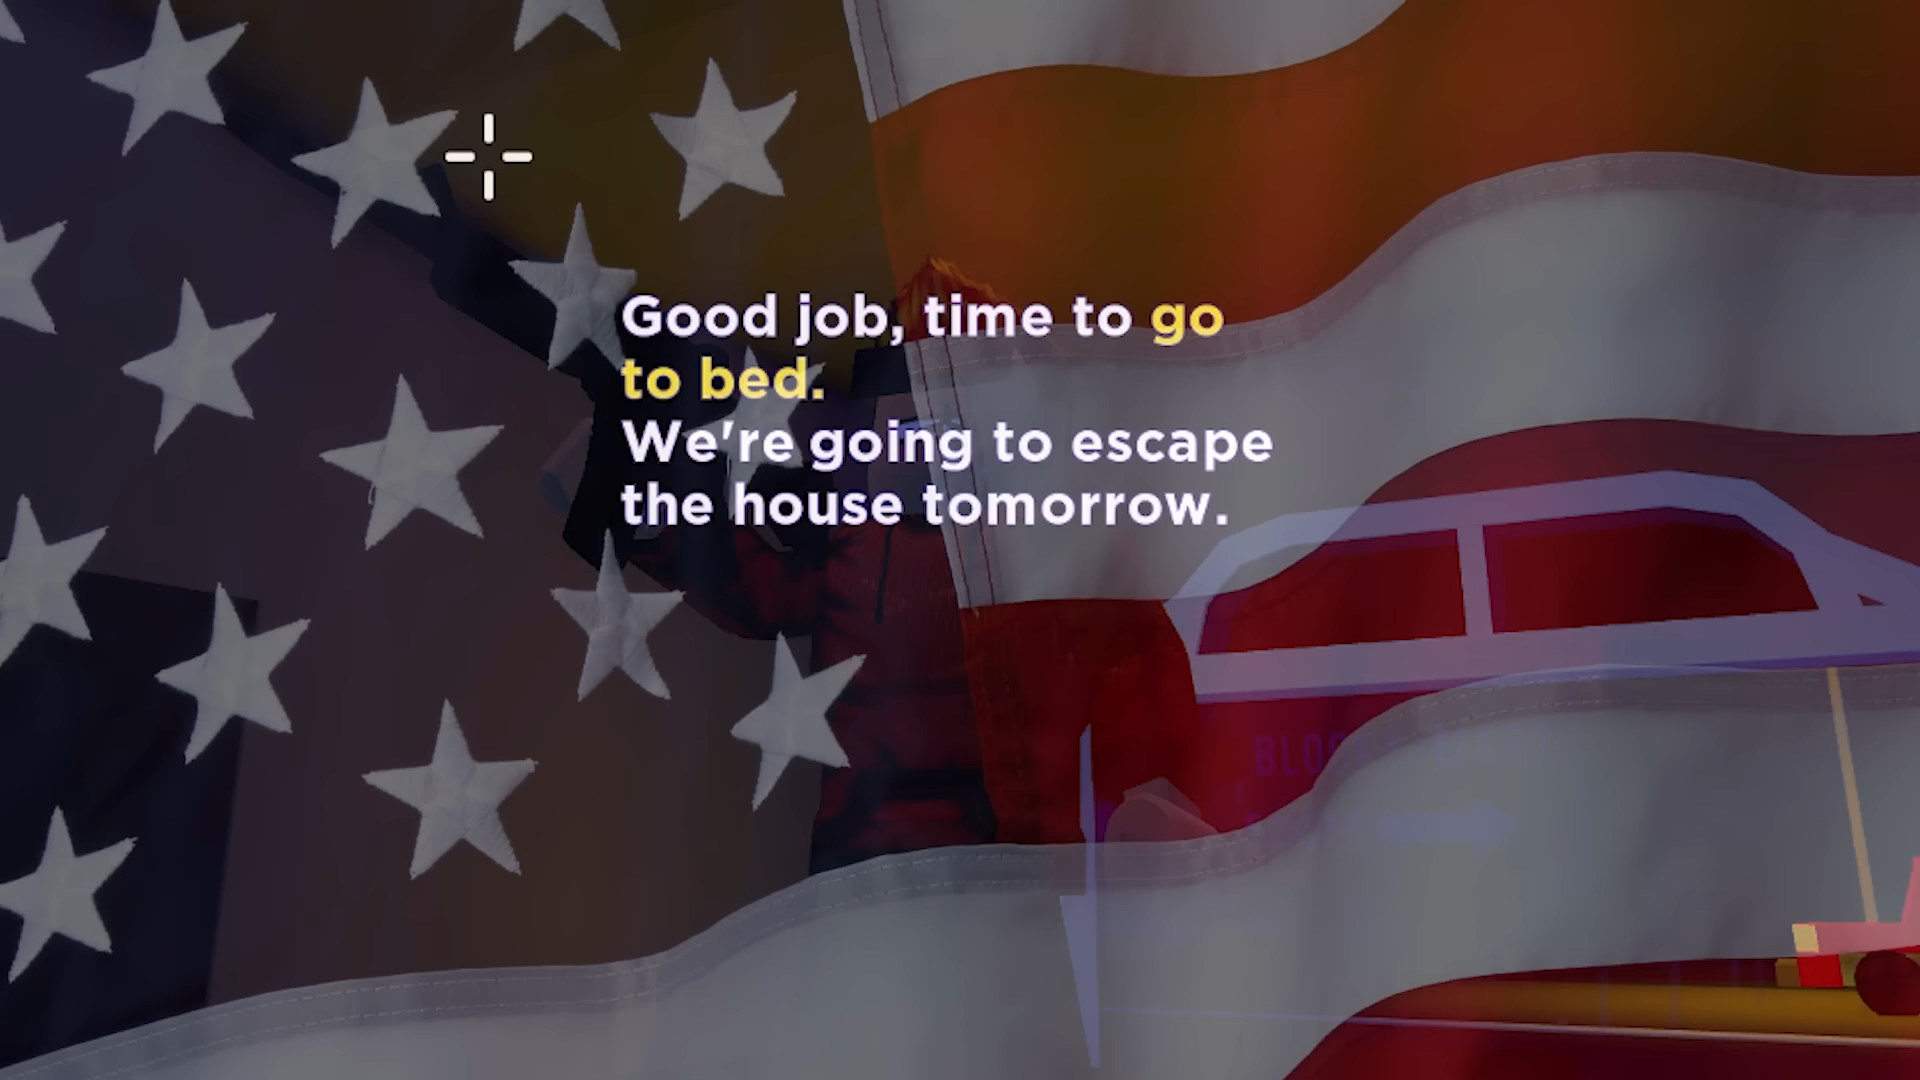 Good job, time to go
to bed.
We're going to escape
the house tomorrow.